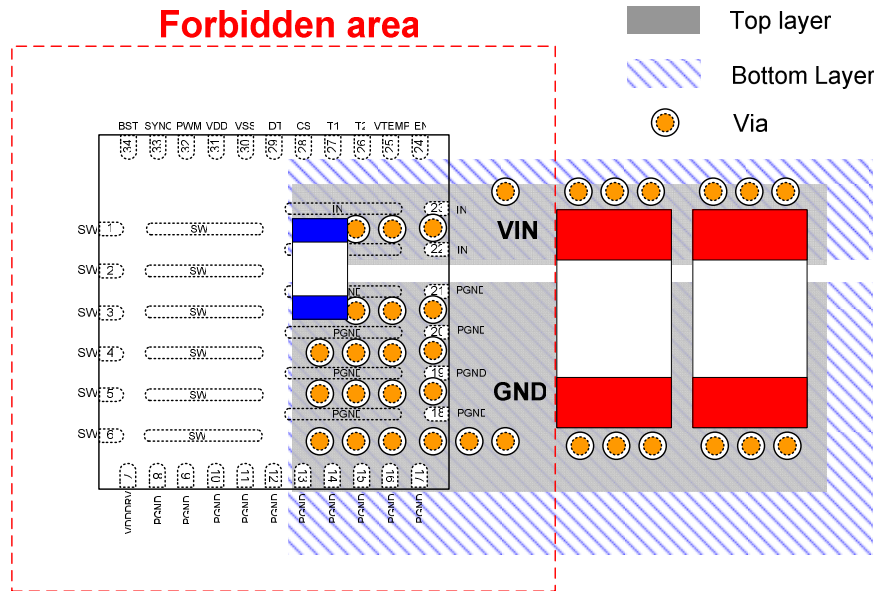 Forbidden area
Top layer
Bottom Layer
Via
BST SYNC PWM VDD VSS DT CS T1 T2 VTEMP EN
34 33 32 31 30 29 28 27 26 25 24
IN 23 IN
SW 1 SW
VIN
22 IN
SW 2 SW
21 PGND
SW 3 SW
PGND 20 PGND
SW 4 SW
PGND 19 PGND
SW 5 SW
GND
PGND 18 PGND
SW 6 SW
7 8 9 10 11 12 13 14 15 16 17
VDDDRV PGND PGND PGND PGND PGND PGND PGND PGND PGND PGND